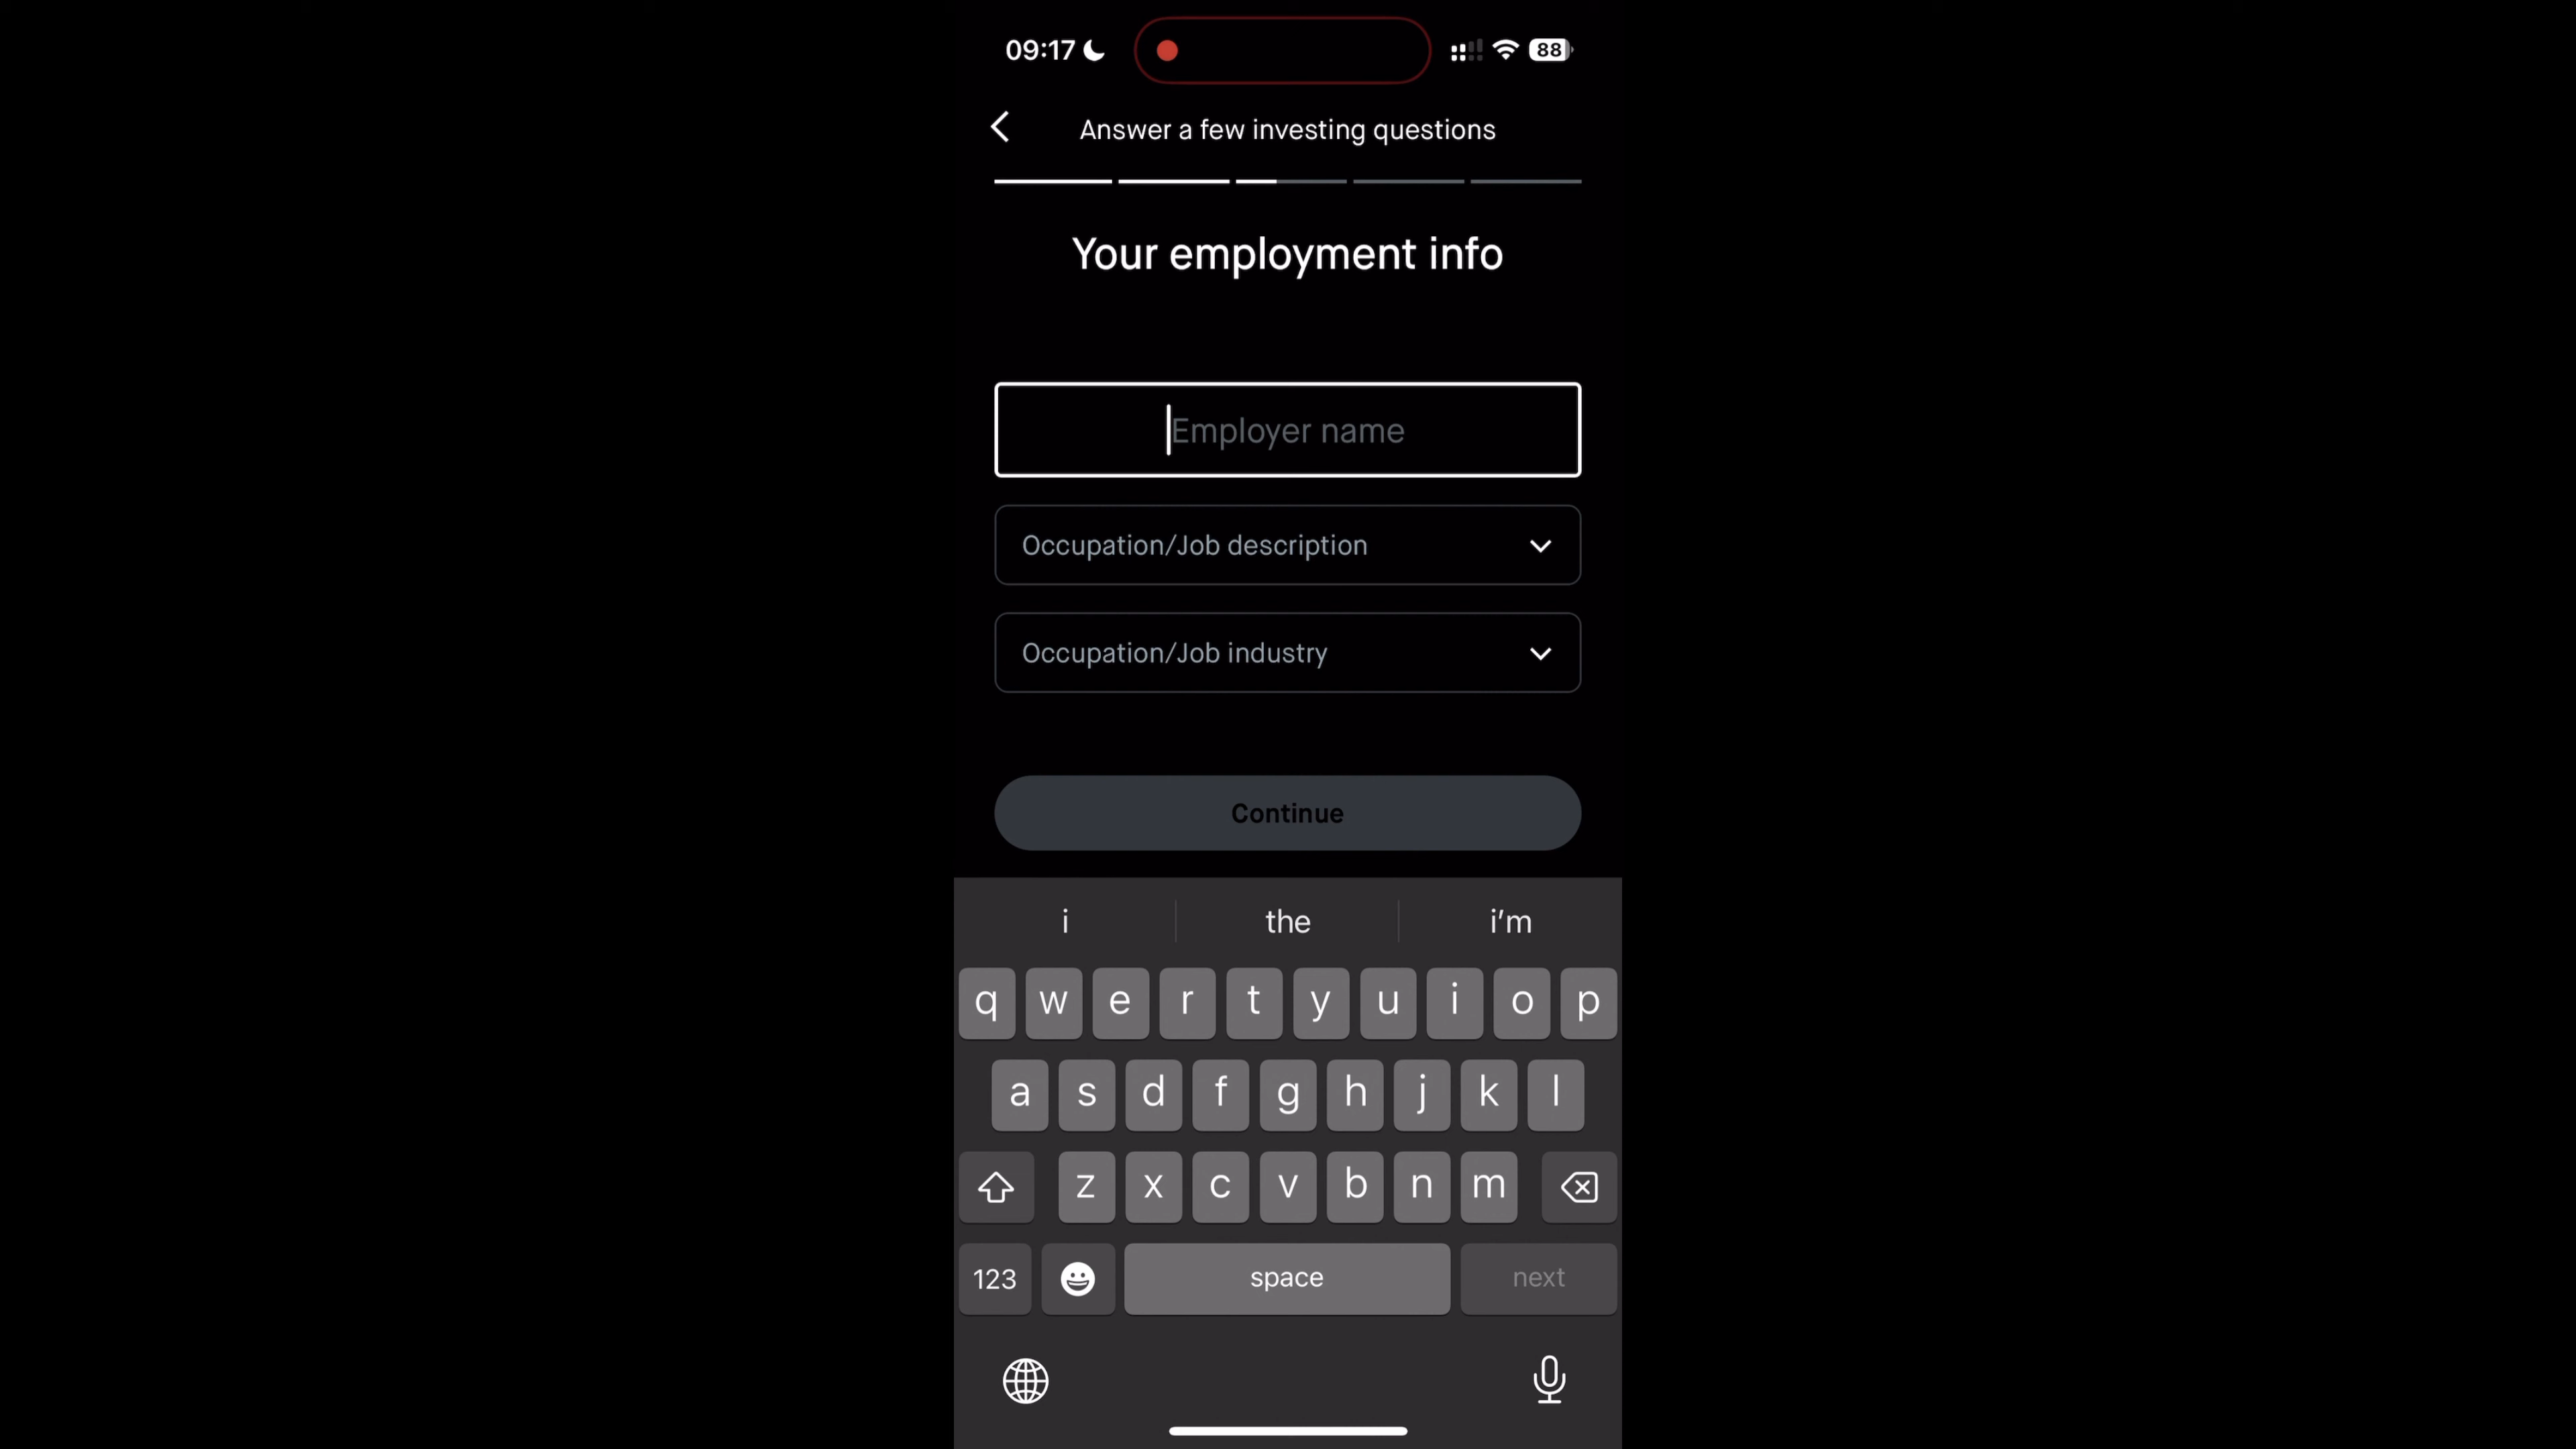 09:17
88
Answer a few investing questions
Your employment info
Employer name
Occupation/Job description
Occupation/Job industry
Continue
i the i'm
q w e r t y u i o p
a s d f g h j k l
z x c v b n m
123 space next